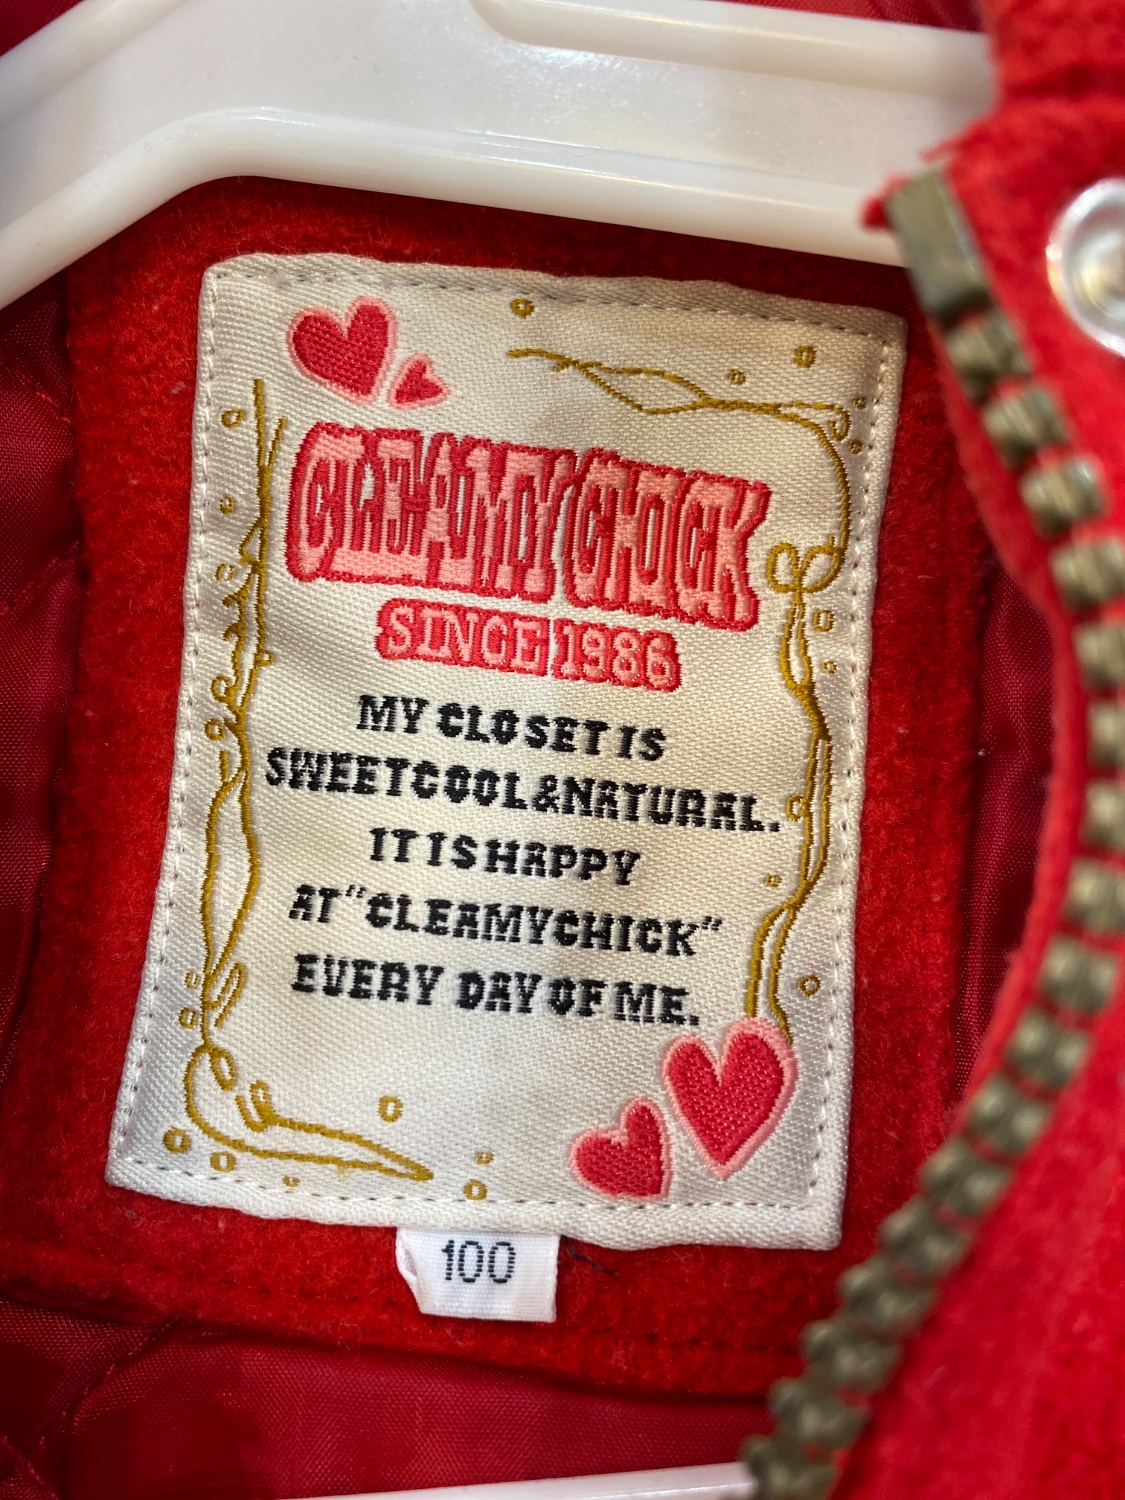 CLEAMY CHICK
SINCE 1986
MY CLOSET IS
SWEETCOOL&NATURAL.
IT IS HAPPY
AT "CLEAMYCHICK"
EVERY DAY OF ME.
100